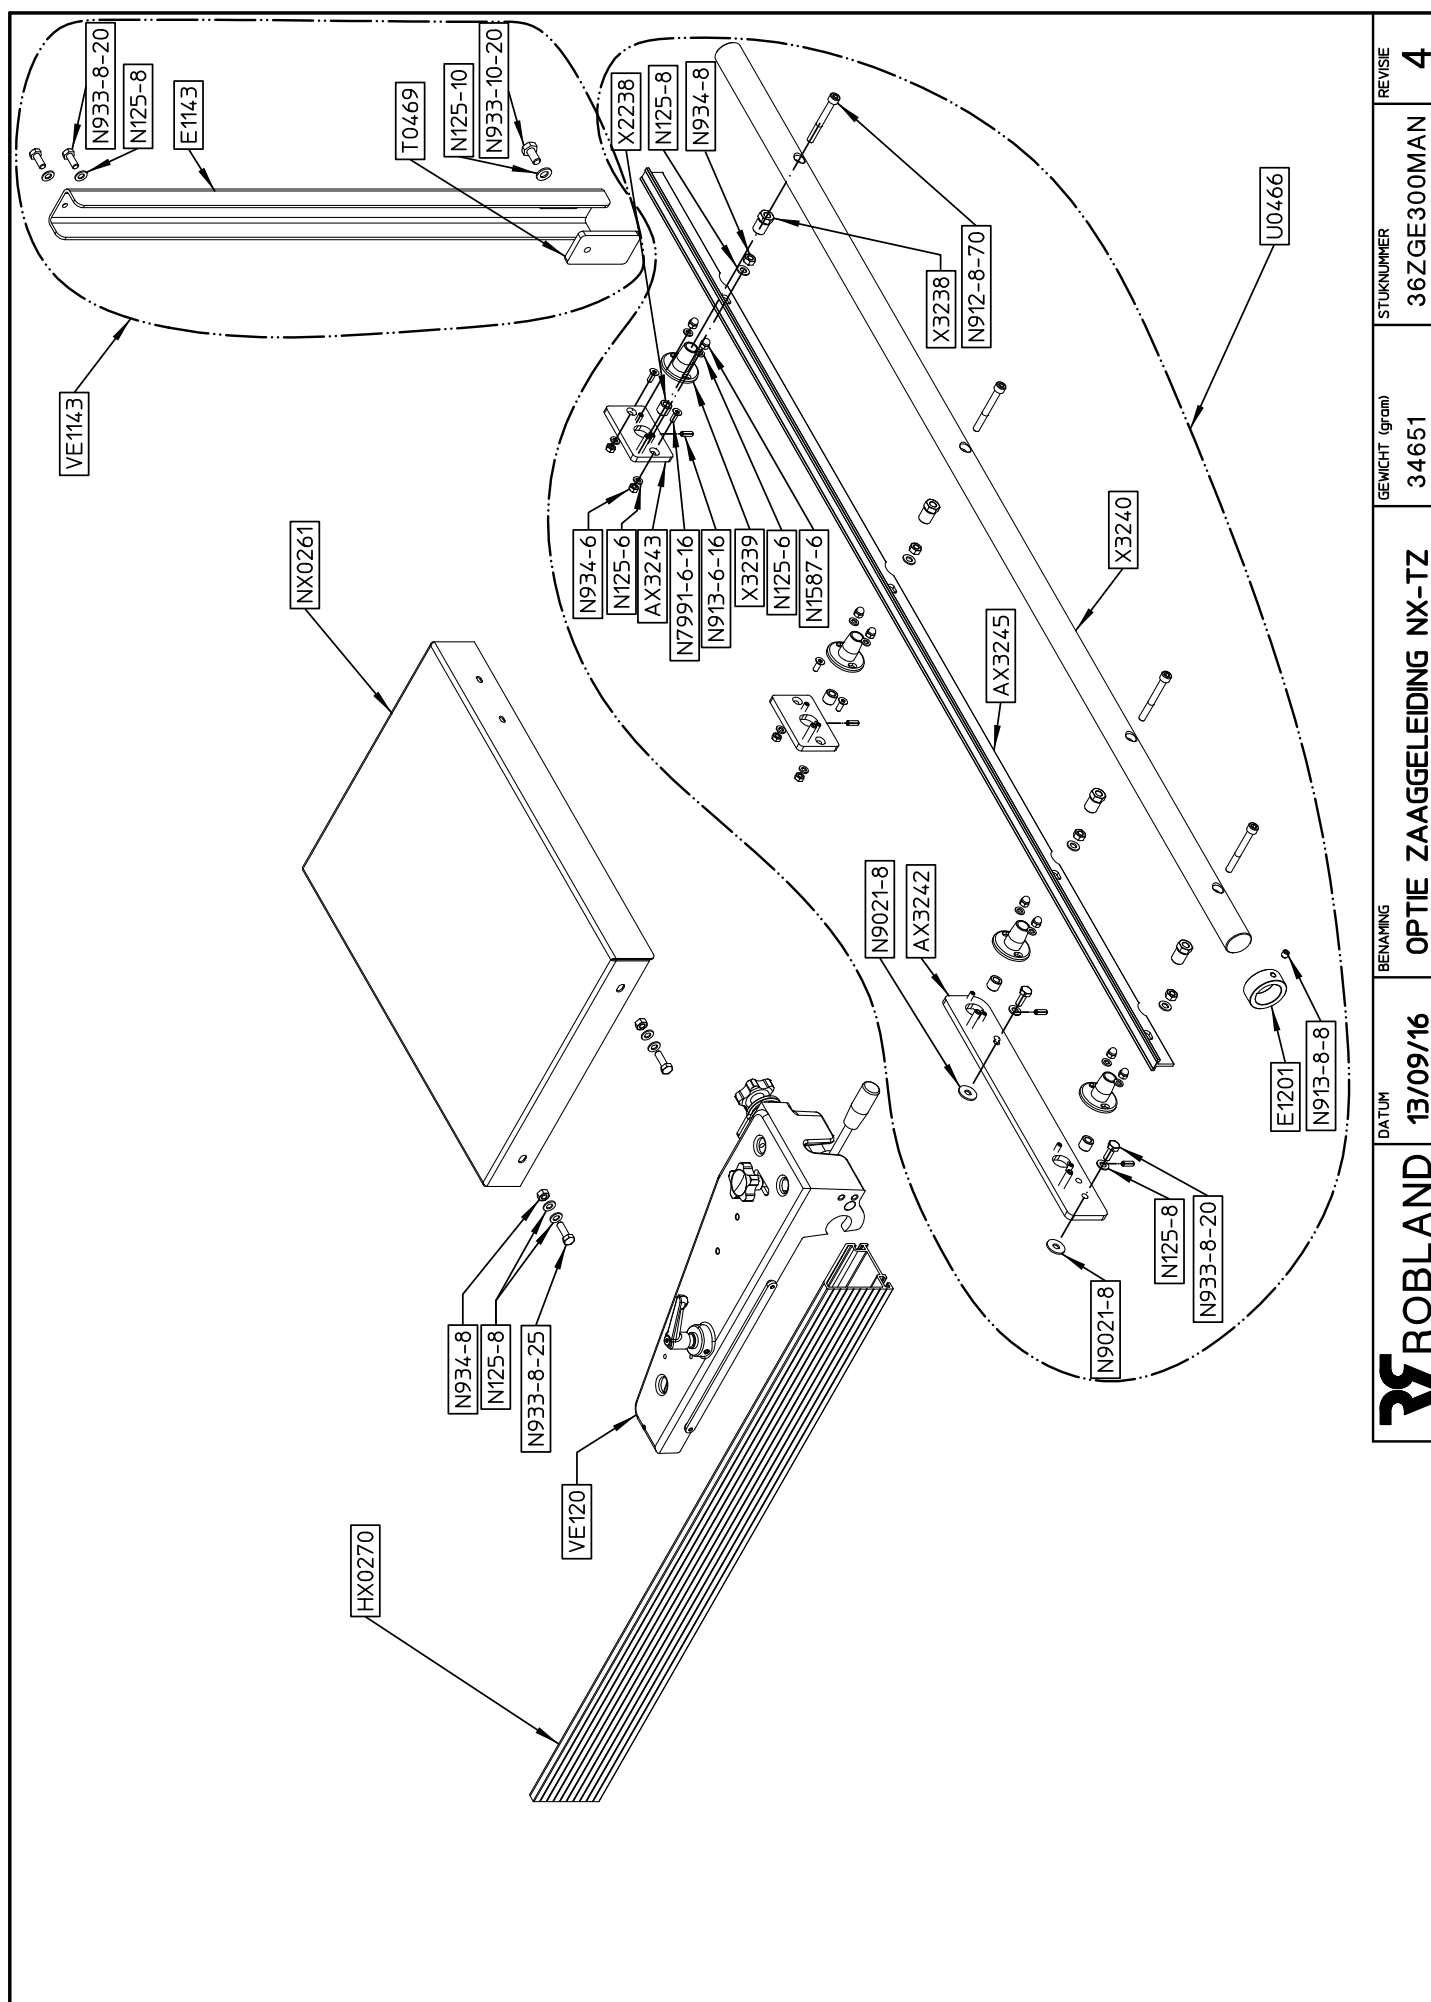 HX0270
VE120
N934-8
N125-8
N933-8-25
NX0261
VE1143
N933-8-20
N125-8
E1143
T0469
N125-10
N933-10-20
X2238
N125-8
N934-8
N934-6
N125-6
AX3243
N7991-6-16
N913-6-16
X3239
N125-6
N1587-6
X3238
N912-8-70
U0466
X3240
AX3245
N9021-8
AX3242
E1201
N913-8-8
N125-8
N933-8-20
N9021-8
ROBLAND
DATUM
13/09/16
BENAMING
OPTIE ZAAGGELEIDING NX-TZ
GEWICHT (gram)
34651
STUKNUMMER
36ZGE300MAN
REVISIE
4